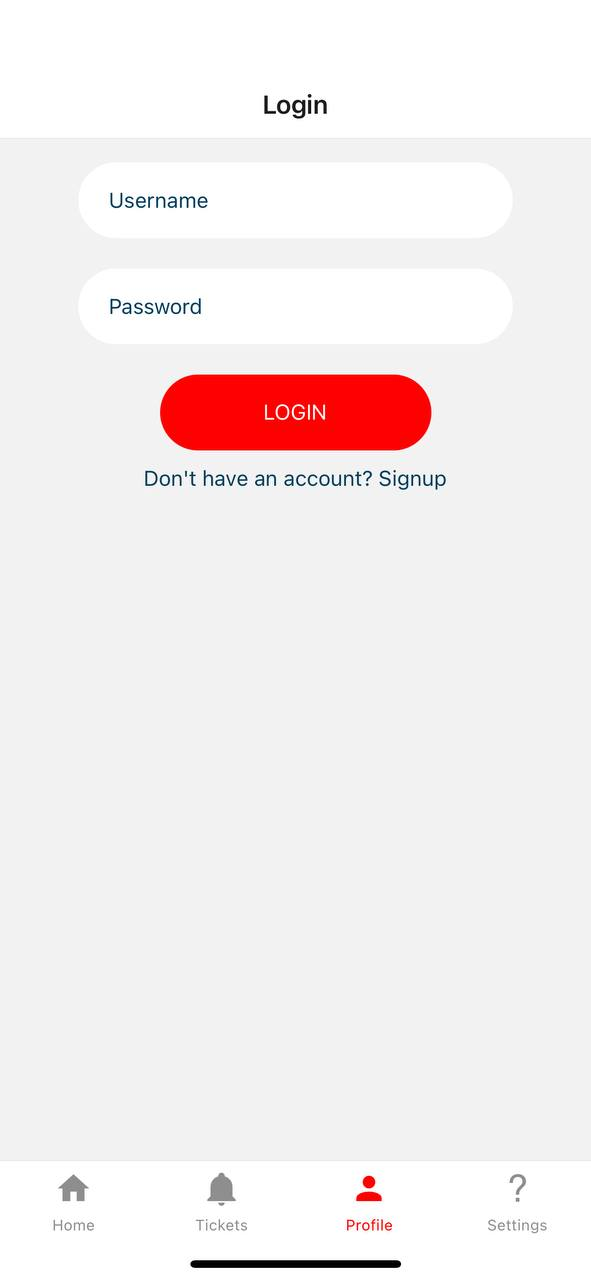 Login
Username
Password
LOGIN
Don't have an account? Signup
Home
Tickets
Profile
Settings